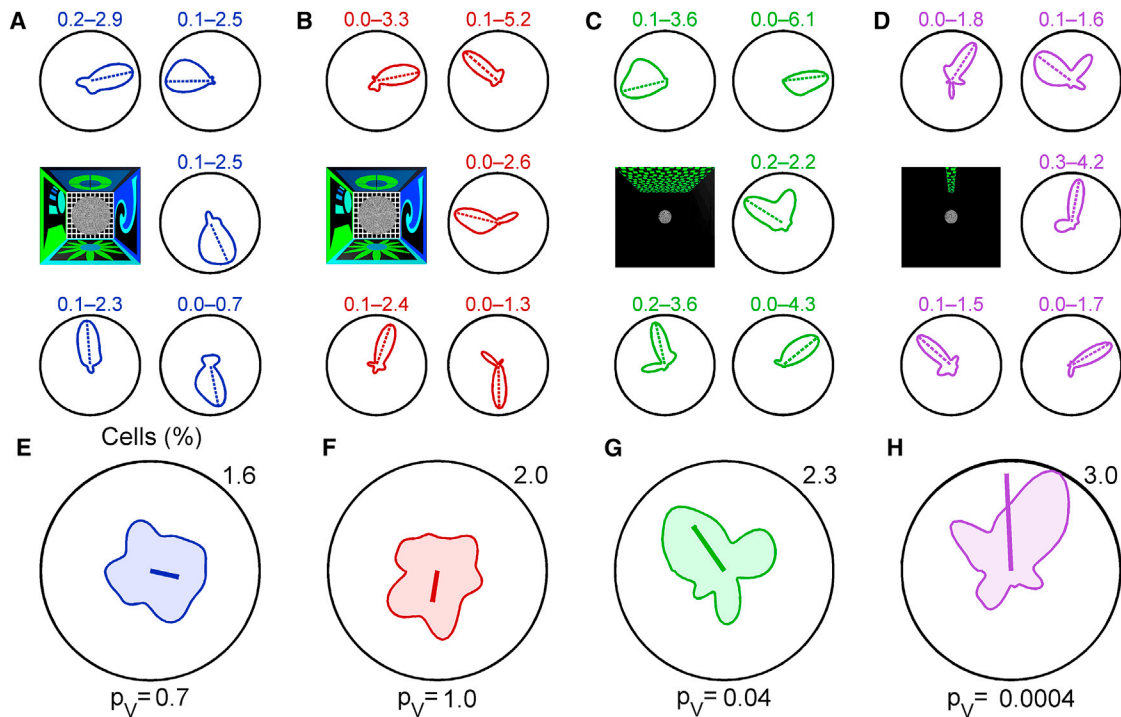 A
0.2–2.9 0.1–2.5
B
0.0–3.3 0.1–5.2
C
0.1–3.6 0.0–6.1
D
0.0–1.8 0.1–1.6
0.1–2.5
0.0–2.6
0.2–2.2
0.3–4.2
0.1–2.3 0.0–0.7
0.1–2.4 0.0–1.3
0.2–3.6 0.0–4.3
0.1–1.5 0.0–1.7
Cells (%)
E
1.6
F
2.0
G
2.3
H
3.0
pV= 0.7
pV= 1.0
pV= 0.04
pV= 0.0004